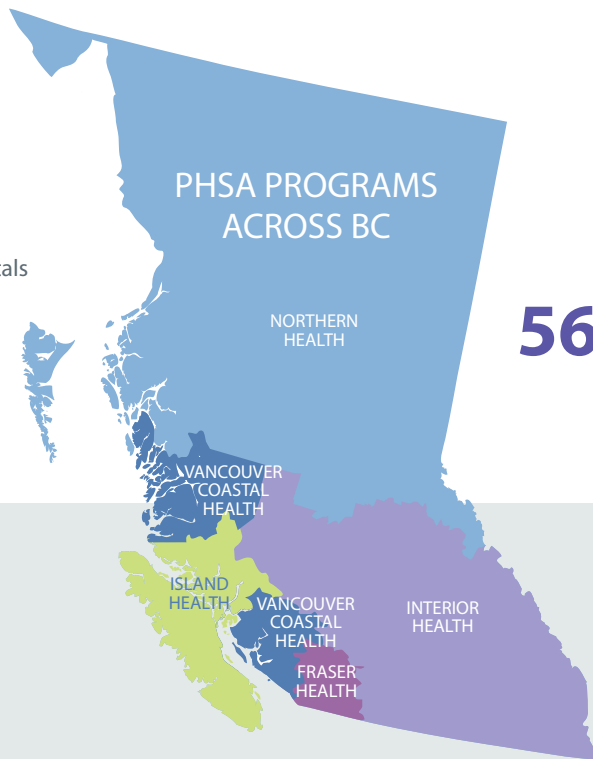 PHSA PROGRAMS
ACROSS BC
NORTHERN
HEALTH
56
VANCOUVER
COASTAL
HEALTH
ISLAND
HEALTH
VANCOUVER
COASTAL
HEALTH
INTERIOR
HEALTH
FRASER
HEALTH